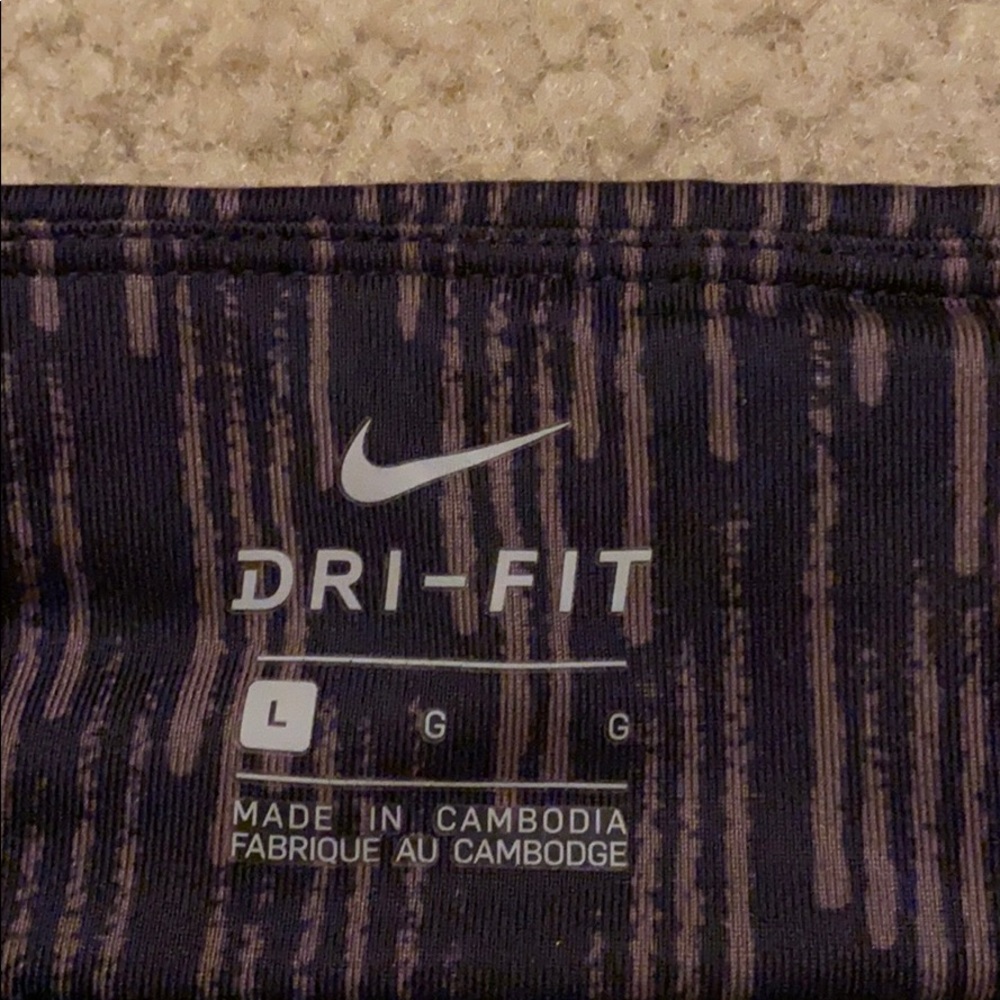 DRI-FIT
L G G
MADE IN CAMBODIA
FABRIQUE AU CAMBODGE